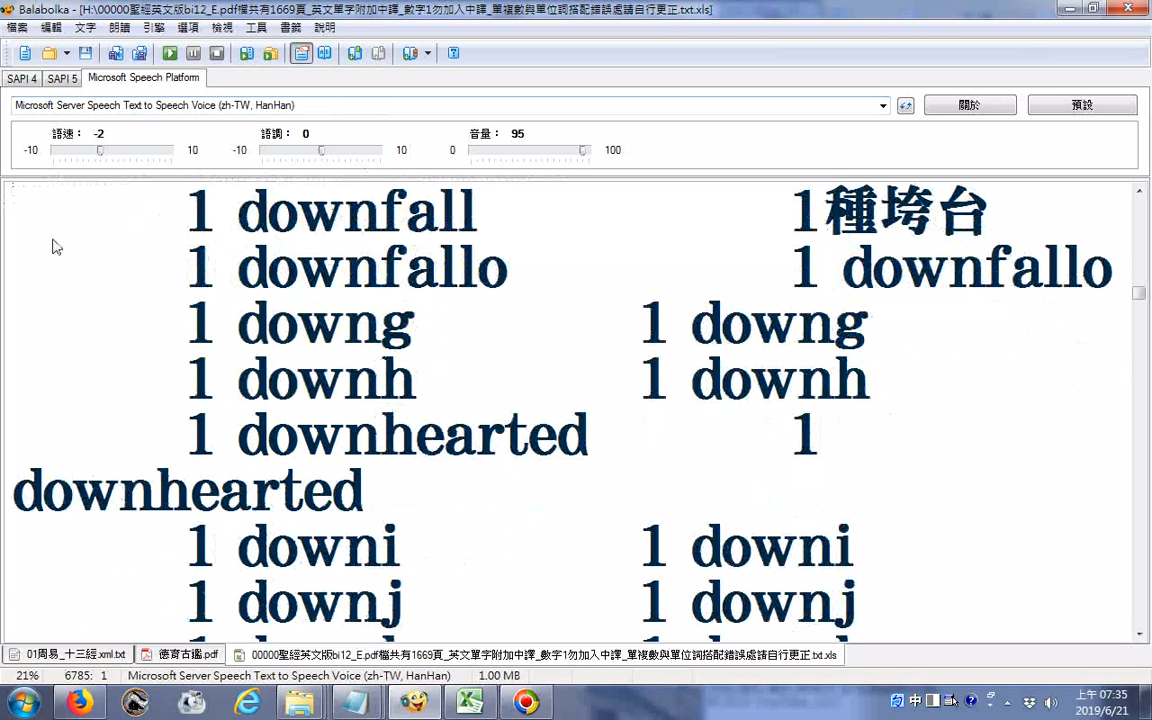 Balabolka - [H:\00000聖經英文版bi12_E.pdf檔共有1669頁_英文單字附加中譯_數字1勿加入中譯_單複數與單位詞搭配錯誤處請自行更正.txt.xls]
檔案 編輯 文字 朗讀 引擎 選項 檢視 工具 書籤 說明
SAPI 4 SAPI 5 Microsoft Speech Platform
Microsoft Server Speech Text to Speech Voice (zh-TW, HanHan) 關於 預設
語速： -2 語調： 0 音量： 95
-10 10 -10 10 0 100
1 downfall 1種垮台
1 downfallo 1 downfallo
1 downg 1 downg
1 downh 1 downh
1 downhearted 1
downhearted
1 downi 1 downi
1 downj 1 downj
01周易_十三經.xml.txt 德育古鑑.pdf 00000聖經英文版bi12_E.pdf檔共有1669頁_英文單字附加中譯_數字1勿加入中譯_單複數與單位詞搭配錯誤處請自行更正.txt.xls
21% 6785: 1 Microsoft Server Speech Text to Speech Voice (zh-TW, HanHan) 1.00 MB
中 上午 07:35
2019/6/21